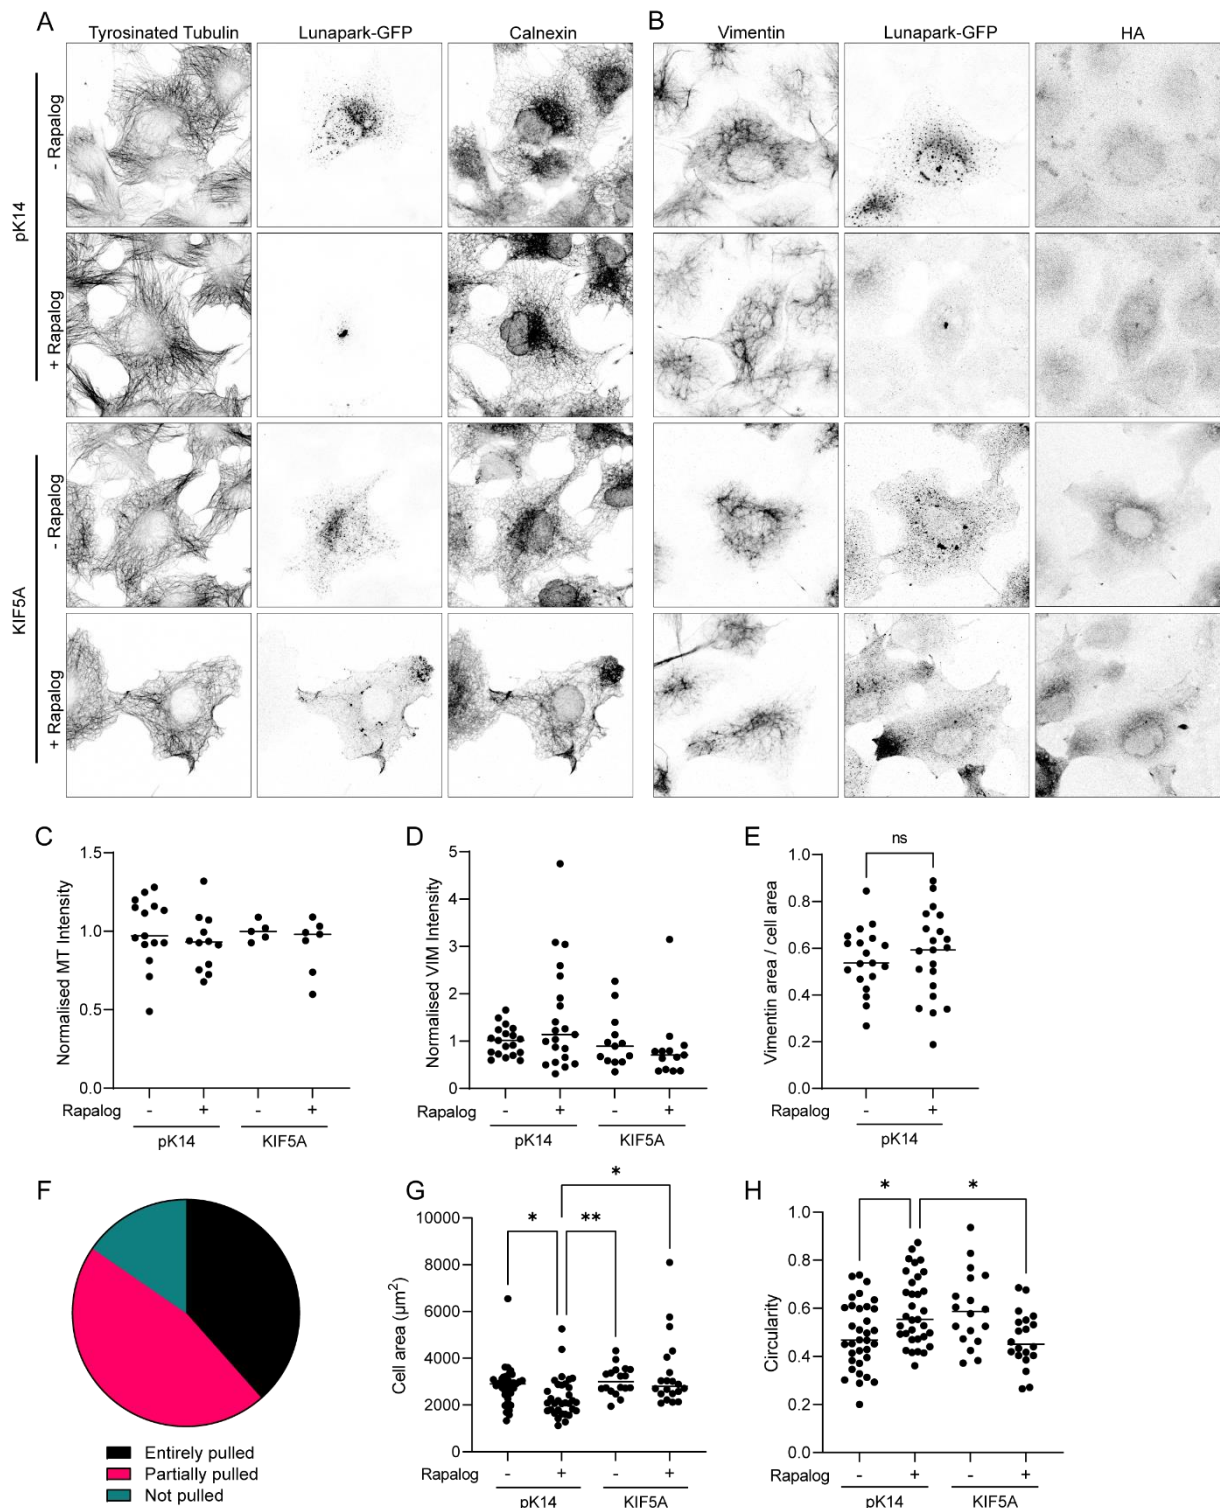 A
B
Tyrosinated Tubulin
Lunapark-GFP
Calnexin
Vimentin
Lunapark-GFP
HA
pK14
- Rapalog
+ Rapalog
KIF5A
- Rapalog
+ Rapalog
C
Normalised MT Intensity
1.5
1.0
0.5
0.0
Rapalog
- + - +
pK14 KIF5A
D
Normalised VIM Intensity
5
4
3
2
1
0
Rapalog
- + - +
pK14 KIF5A
E
ns
Vimentin area / cell area
1.0
0.8
0.6
0.4
0.2
0.0
Rapalog
- +
pK14
F
Entirely pulled
Partially pulled
Not pulled
G
*
* **
Cell area (µm²)
10000
8000
6000
4000
2000
0
Rapalog
- + - +
pK14 KIF5A
H
* *
Circularity
1.0
0.8
0.6
0.4
0.2
0.0
Rapalog
- + - +
pK14 KIF5A